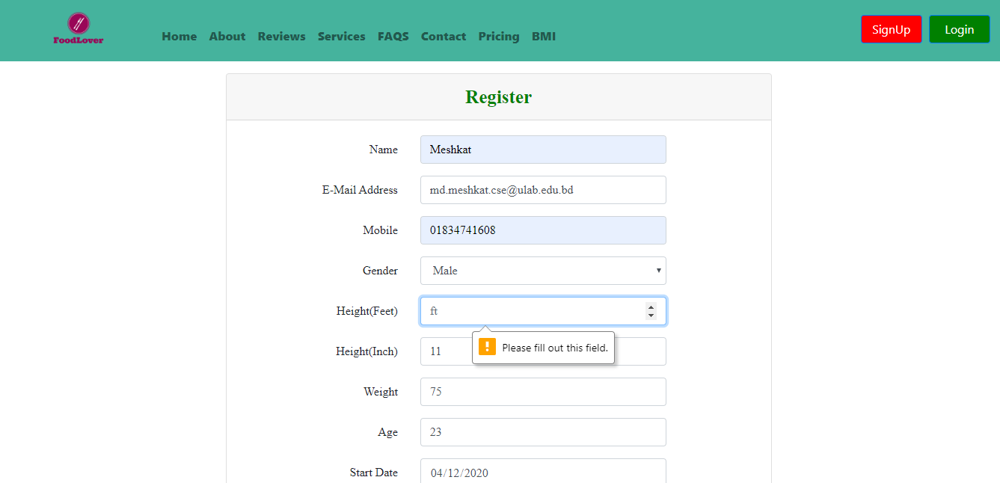 FoodLover
Home About Reviews Services FAQS Contact Pricing BMI
SignUp Login
Register
Name Meshkat
E-Mail Address md.meshkat.cse@ulab.edu.bd
Mobile 01834741608
Gender Male
Height(Feet) ft
Please fill out this field.
Height(Inch) 11
Weight 75
Age 23
Start Date 04/12/2020